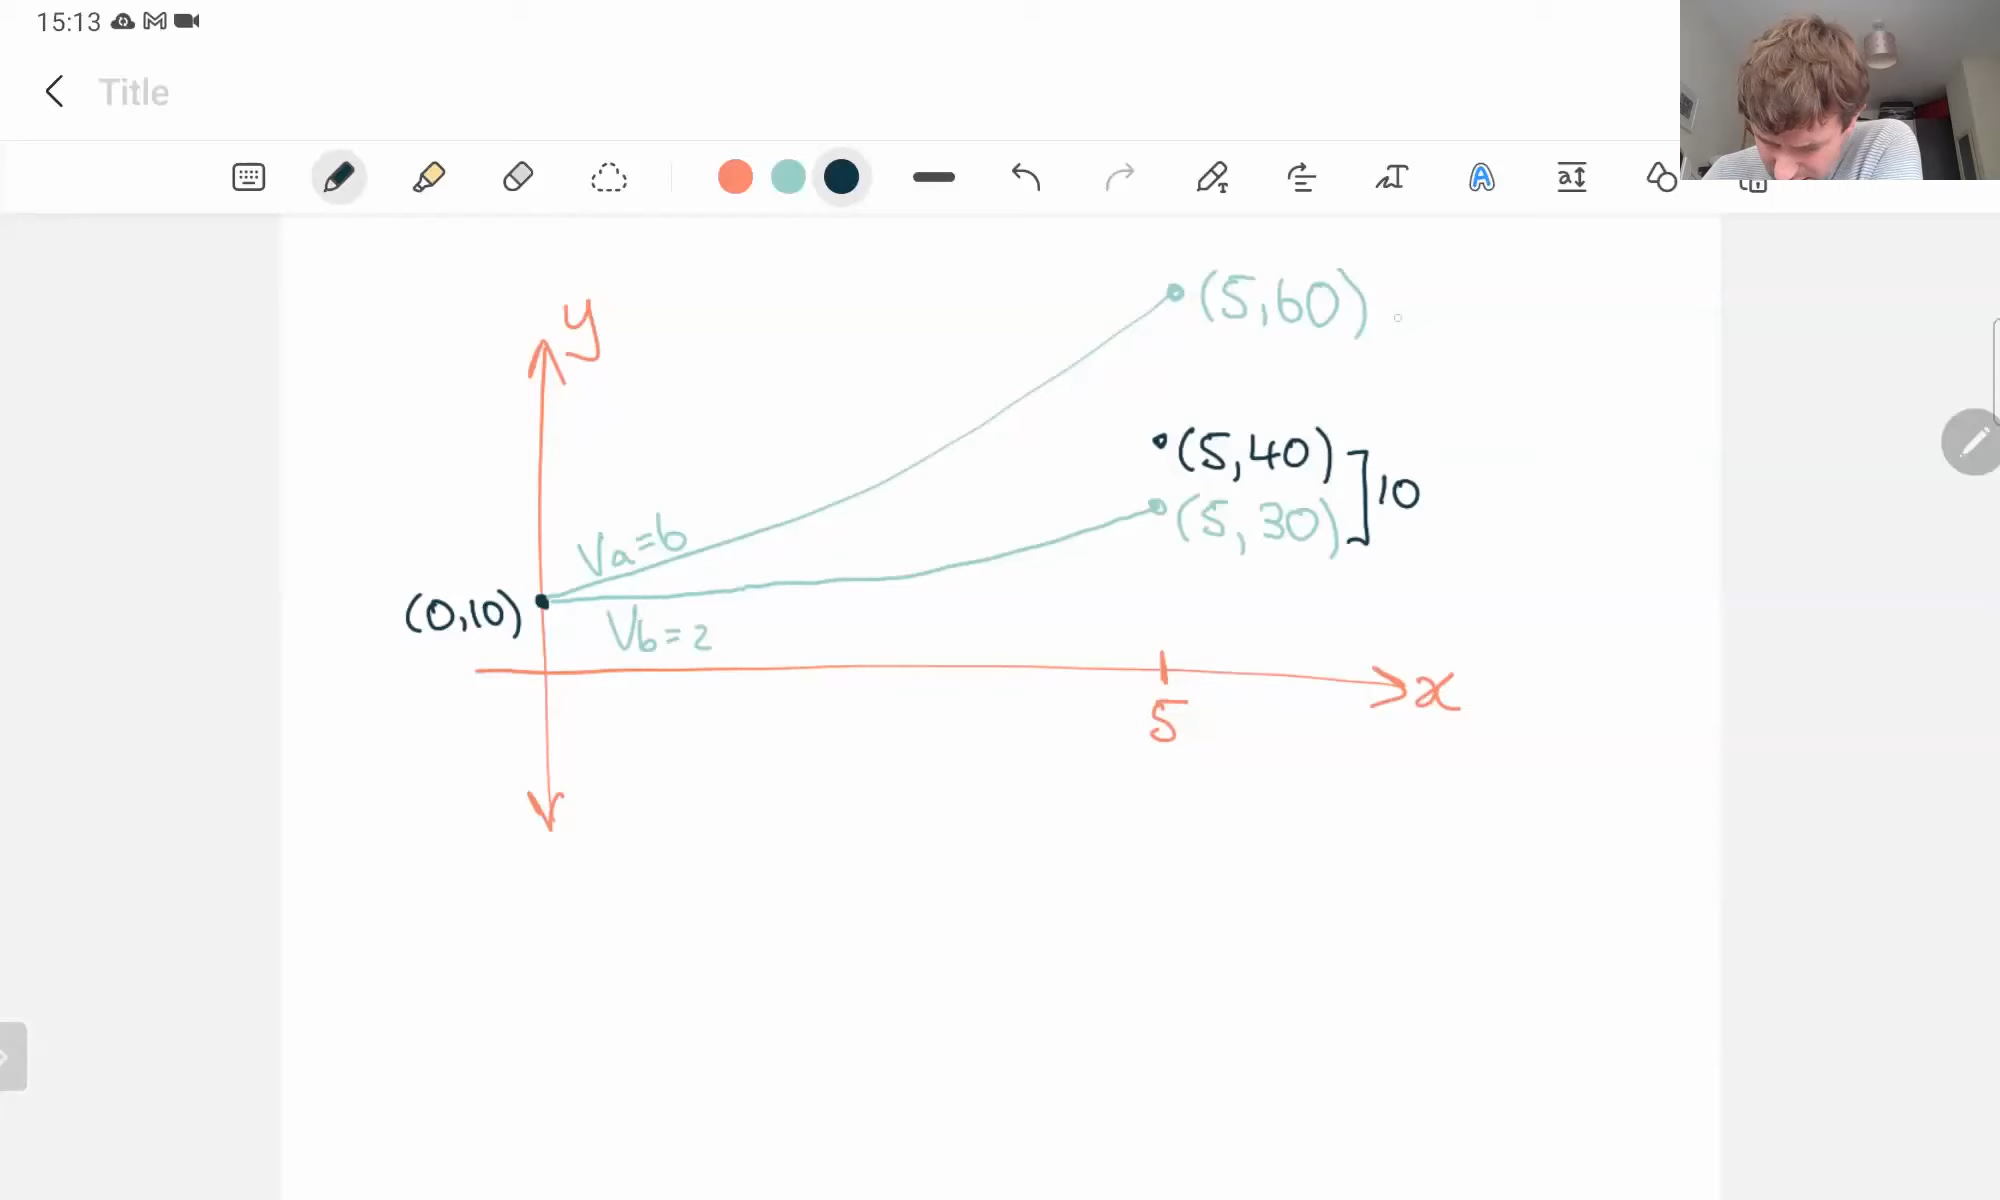 15:13
Title
y
(5,60)
(5,40)
10
(5,30)
Va=6
(0,10)
Vb=2
5
x